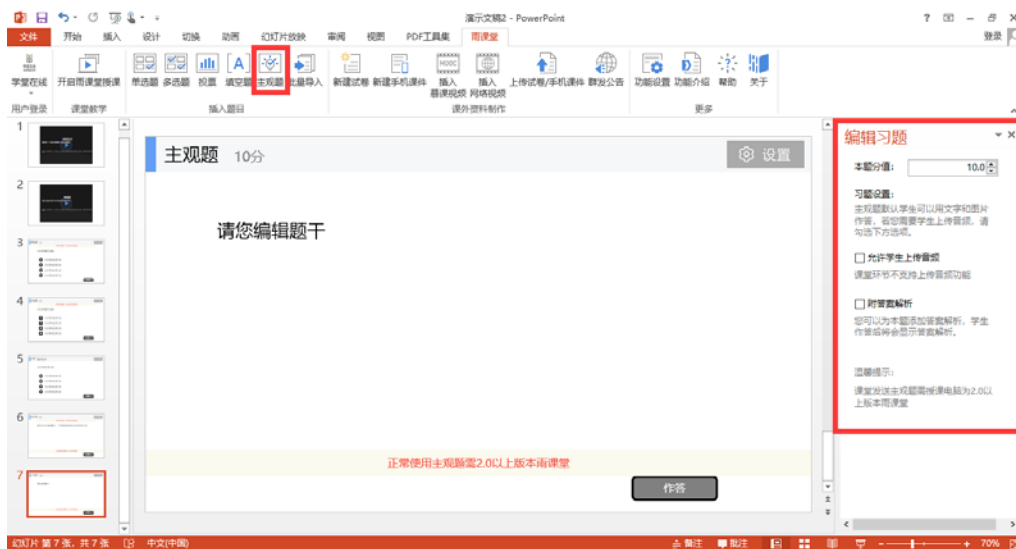 演示文稿2 - PowerPoint
文件 开始 插入 设计 切换 动画 幻灯片放映 审阅 视图 PDF工具集 雨课堂 登录
学堂在线 开启雨课堂授课 单选题 多选题 投票 填空题 主观题 批量导入 新建试卷 新建手机课件 插入 插入 上传试卷/手机课件 群发公告 功能设置 功能介绍 帮助 关于
慕课视频 网络视频
用户登录 课堂教学 插入题目 课外资料制作 更多
1
2
3
4
5
6
7
主观题 10分 设置
请您编辑题干
正常使用主观题需2.0以上版本雨课堂
作答
编辑习题
本题分值: 10.0
习题设置:
主观题默认学生可以用文字和图片
作答，若您需要学生上传音频，请
勾选下方选项。
允许学生上传音频
课堂环节不支持上传音频功能
附答案解析
您可以为本题添加答案解析，学生
作答后将会显示答案解析。
温馨提示:
课堂发送主观题需授课电脑为2.0以
上版本雨课堂
幻灯片 第 7 张，共 7 张 中文(中国) 备注 批注 70%